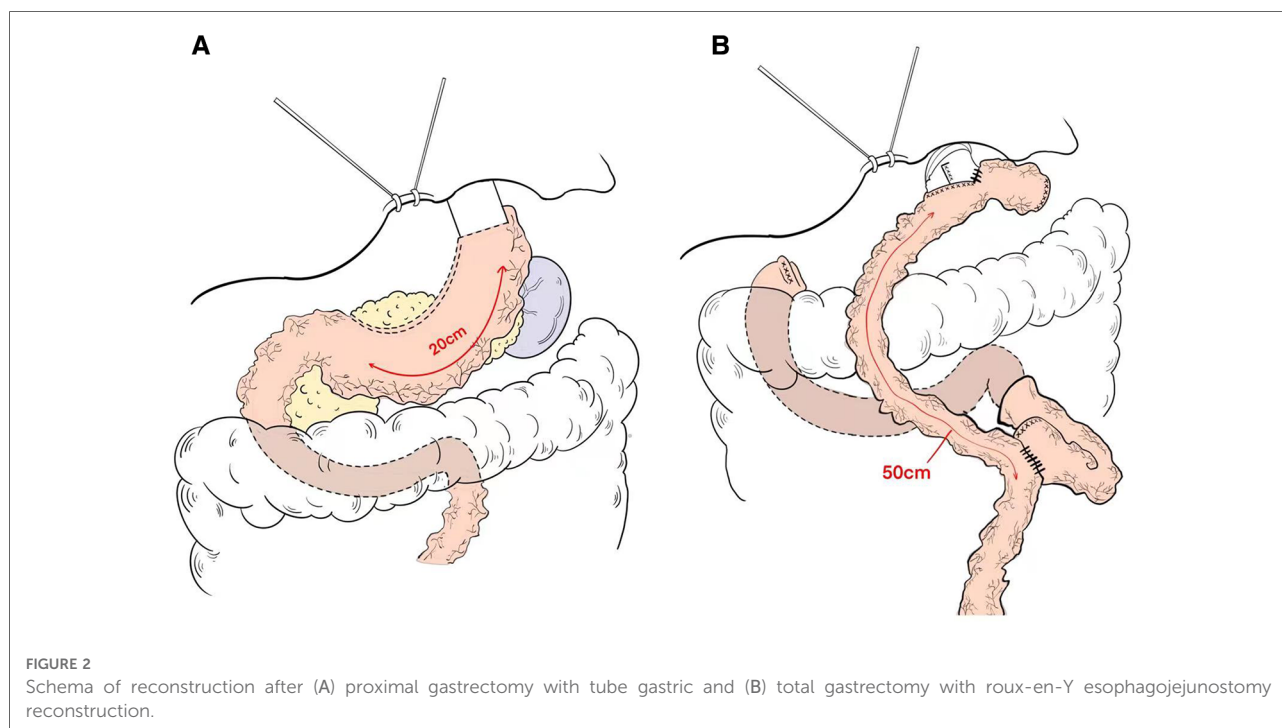 A
B
20cm
50cm
FIGURE 2
Schema of reconstruction after (A) proximal gastrectomy with tube gastric and (B) total gastrectomy with roux-en-Y esophagojejunostomy
reconstruction.